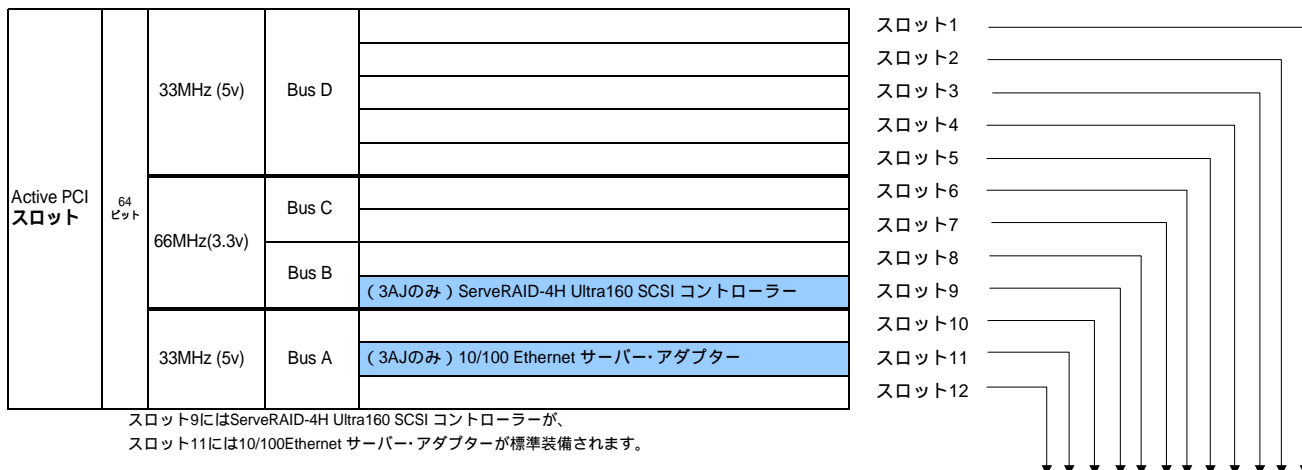 スロット1
スロット2
33MHz (5v) Bus D スロット3
スロット4
スロット5
Active PCI
スロット
64
ビット
66MHz(3.3v)
Bus C
スロット6
スロット7
Bus B
スロット8
(3AJのみ) ServeRAID-4H Ultra160 SCSI コントローラー スロット9
スロット10
33MHz (5v) Bus A (3AJのみ) 10/100 Ethernet サーバー・アダプター スロット11
スロット12
スロット9にはServeRAID-4H Ultra160 SCSI コントローラーが、
スロット11には10/100Ethernet サーバー・アダプターが標準装備されます。